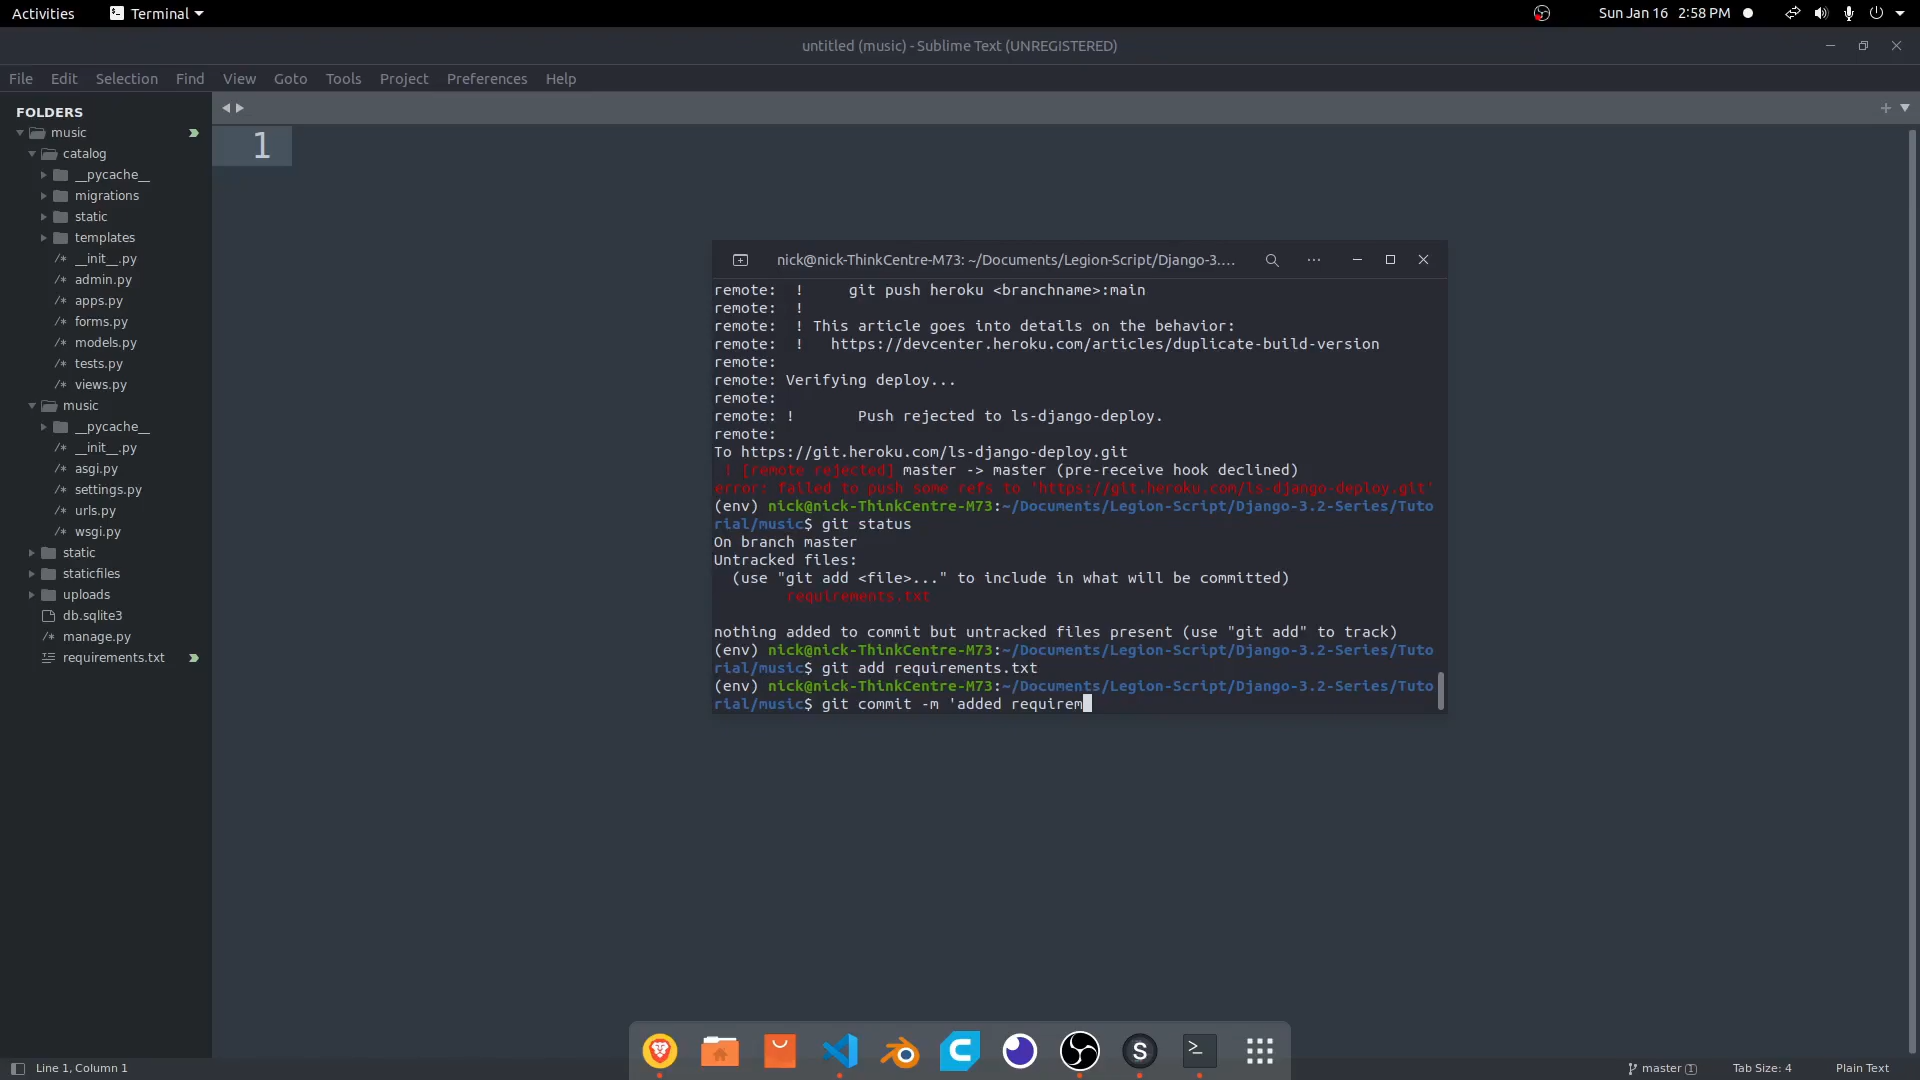 Activities
Terminal
Sun Jan 16 2:58 PM
untitled (music) - Sublime Text (UNREGISTERED)
File Edit Selection Find View Goto Tools Project Preferences Help
FOLDERS
music
catalog
__pycache__
migrations
static
templates
__init__.py
admin.py
apps.py
forms.py
models.py
tests.py
views.py
music
__pycache__
__init__.py
asgi.py
settings.py
urls.py
wsgi.py
static
staticfiles
uploads
db.sqlite3
manage.py
requirements.txt
1
nick@nick-ThinkCentre-M73: ~/Documents/Legion-Script/Django-3....
remote:  !     git push heroku <branchname>:main
remote:  !
remote:  ! This article goes into details on the behavior:
remote:  !   https://devcenter.heroku.com/articles/duplicate-build-version
remote:
remote: Verifying deploy...
remote:
remote: !       Push rejected to ls-django-deploy.
remote:
To https://git.heroku.com/ls-django-deploy.git
 ! [remote rejected] master -> master (pre-receive hook declined)
error: failed to push some refs to 'https://git.heroku.com/ls-django-deploy.git'
(env) nick@nick-ThinkCentre-M73:~/Documents/Legion-Script/Django-3.2-Series/Tuto
rial/music$ git status
On branch master
Untracked files:
  (use "git add <file>..." to include in what will be committed)
        requirements.txt
nothing added to commit but untracked files present (use "git add" to track)
(env) nick@nick-ThinkCentre-M73:~/Documents/Legion-Script/Django-3.2-Series/Tuto
rial/music$ git add requirements.txt
(env) nick@nick-ThinkCentre-M73:~/Documents/Legion-Script/Django-3.2-Series/Tuto
rial/music$ git commit -m 'added requirem
Line 1, Column 1
master 1
Tab Size: 4
Plain Text